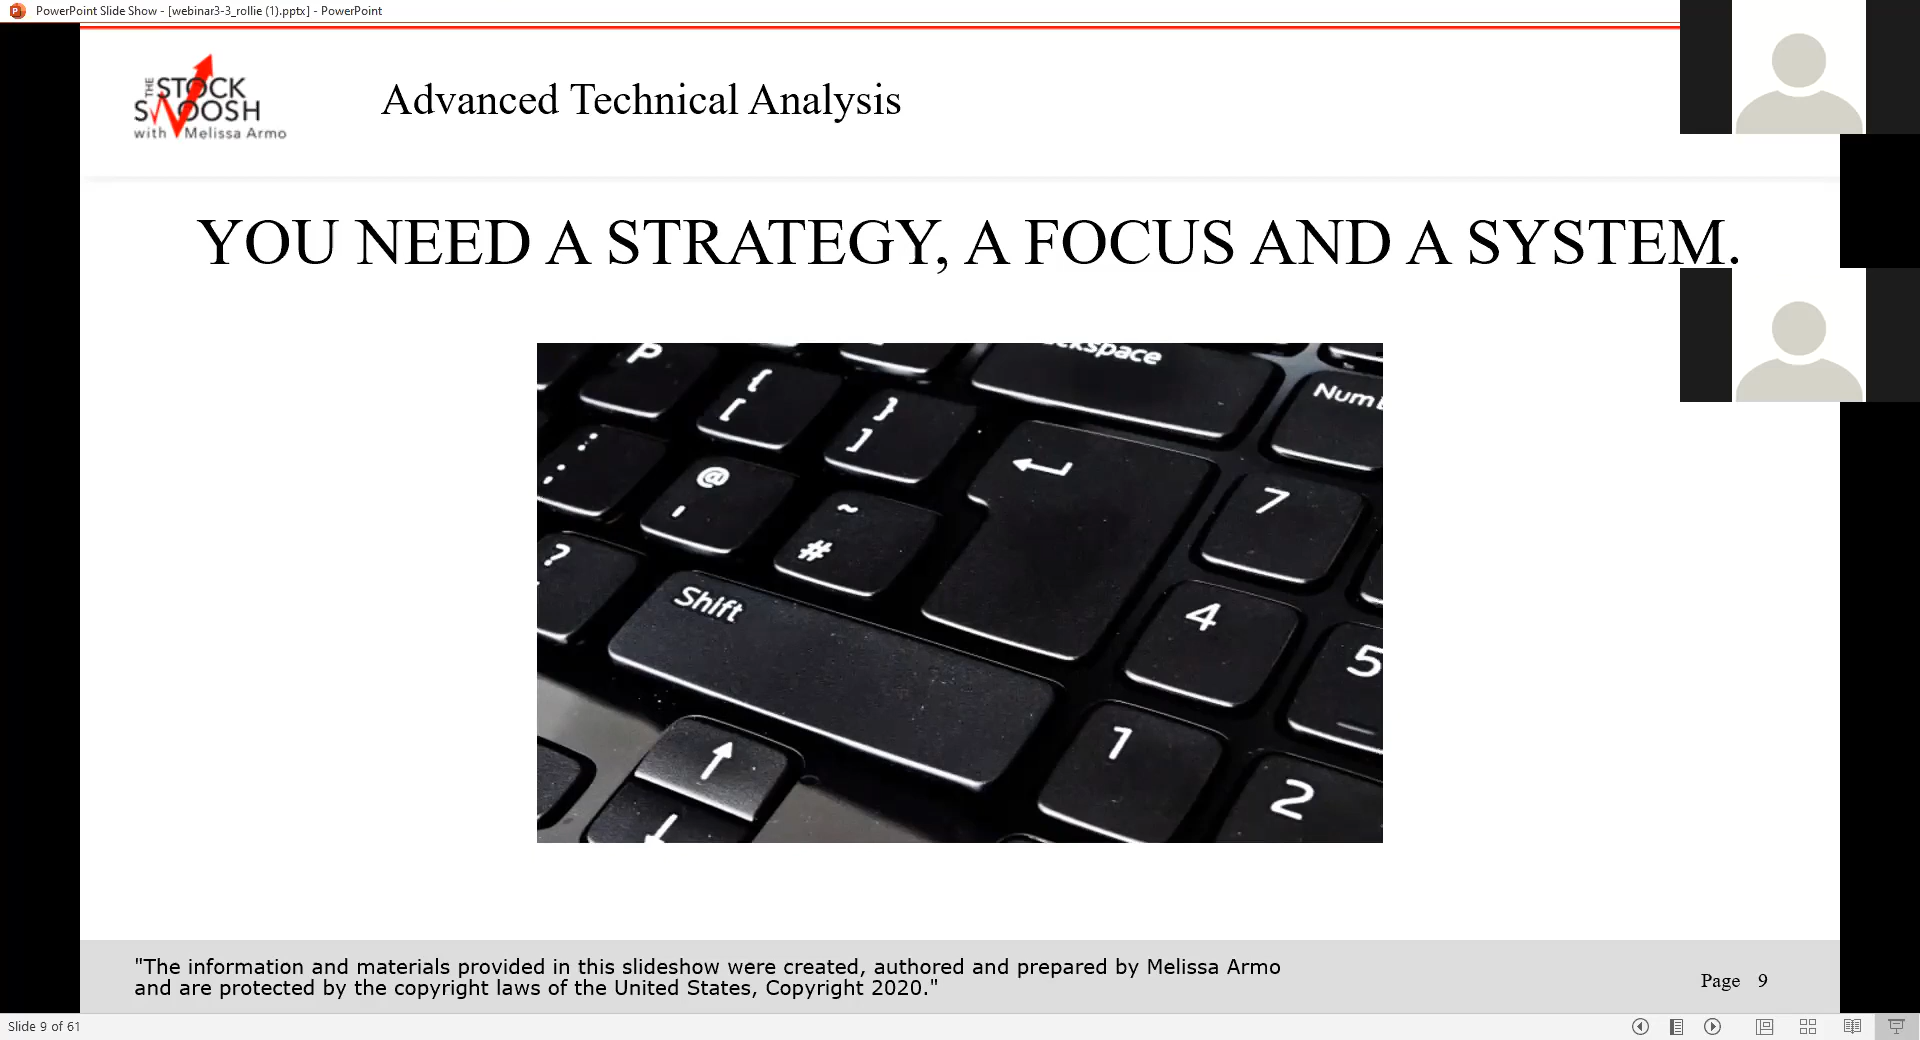 PowerPoint Slide Show - [webinar3-3_rollie (1).pptx] - PowerPoint
THE
STOCK
SWOOSH
with Melissa Armo
Advanced Technical Analysis
YOU NEED A STRATEGY, A FOCUS AND A SYSTEM.
P
{
[
}
]
ckspace
Num
:
;
@
'
~
#
7
?
Shift
4
5
1
2
"The information and materials provided in this slideshow were created, authored and prepared by Melissa Armo
and are protected by the copyright laws of the United States, Copyright 2020."
Page 9
Slide 9 of 61